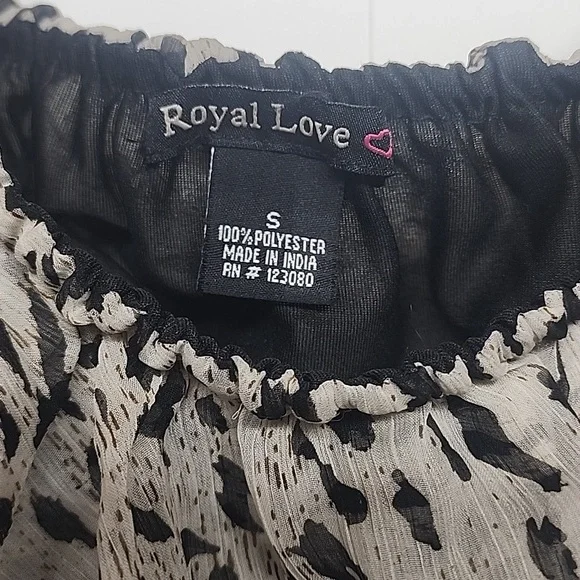 Royal Love
S
100% POLYESTER
MADE IN INDIA
RN # 123080